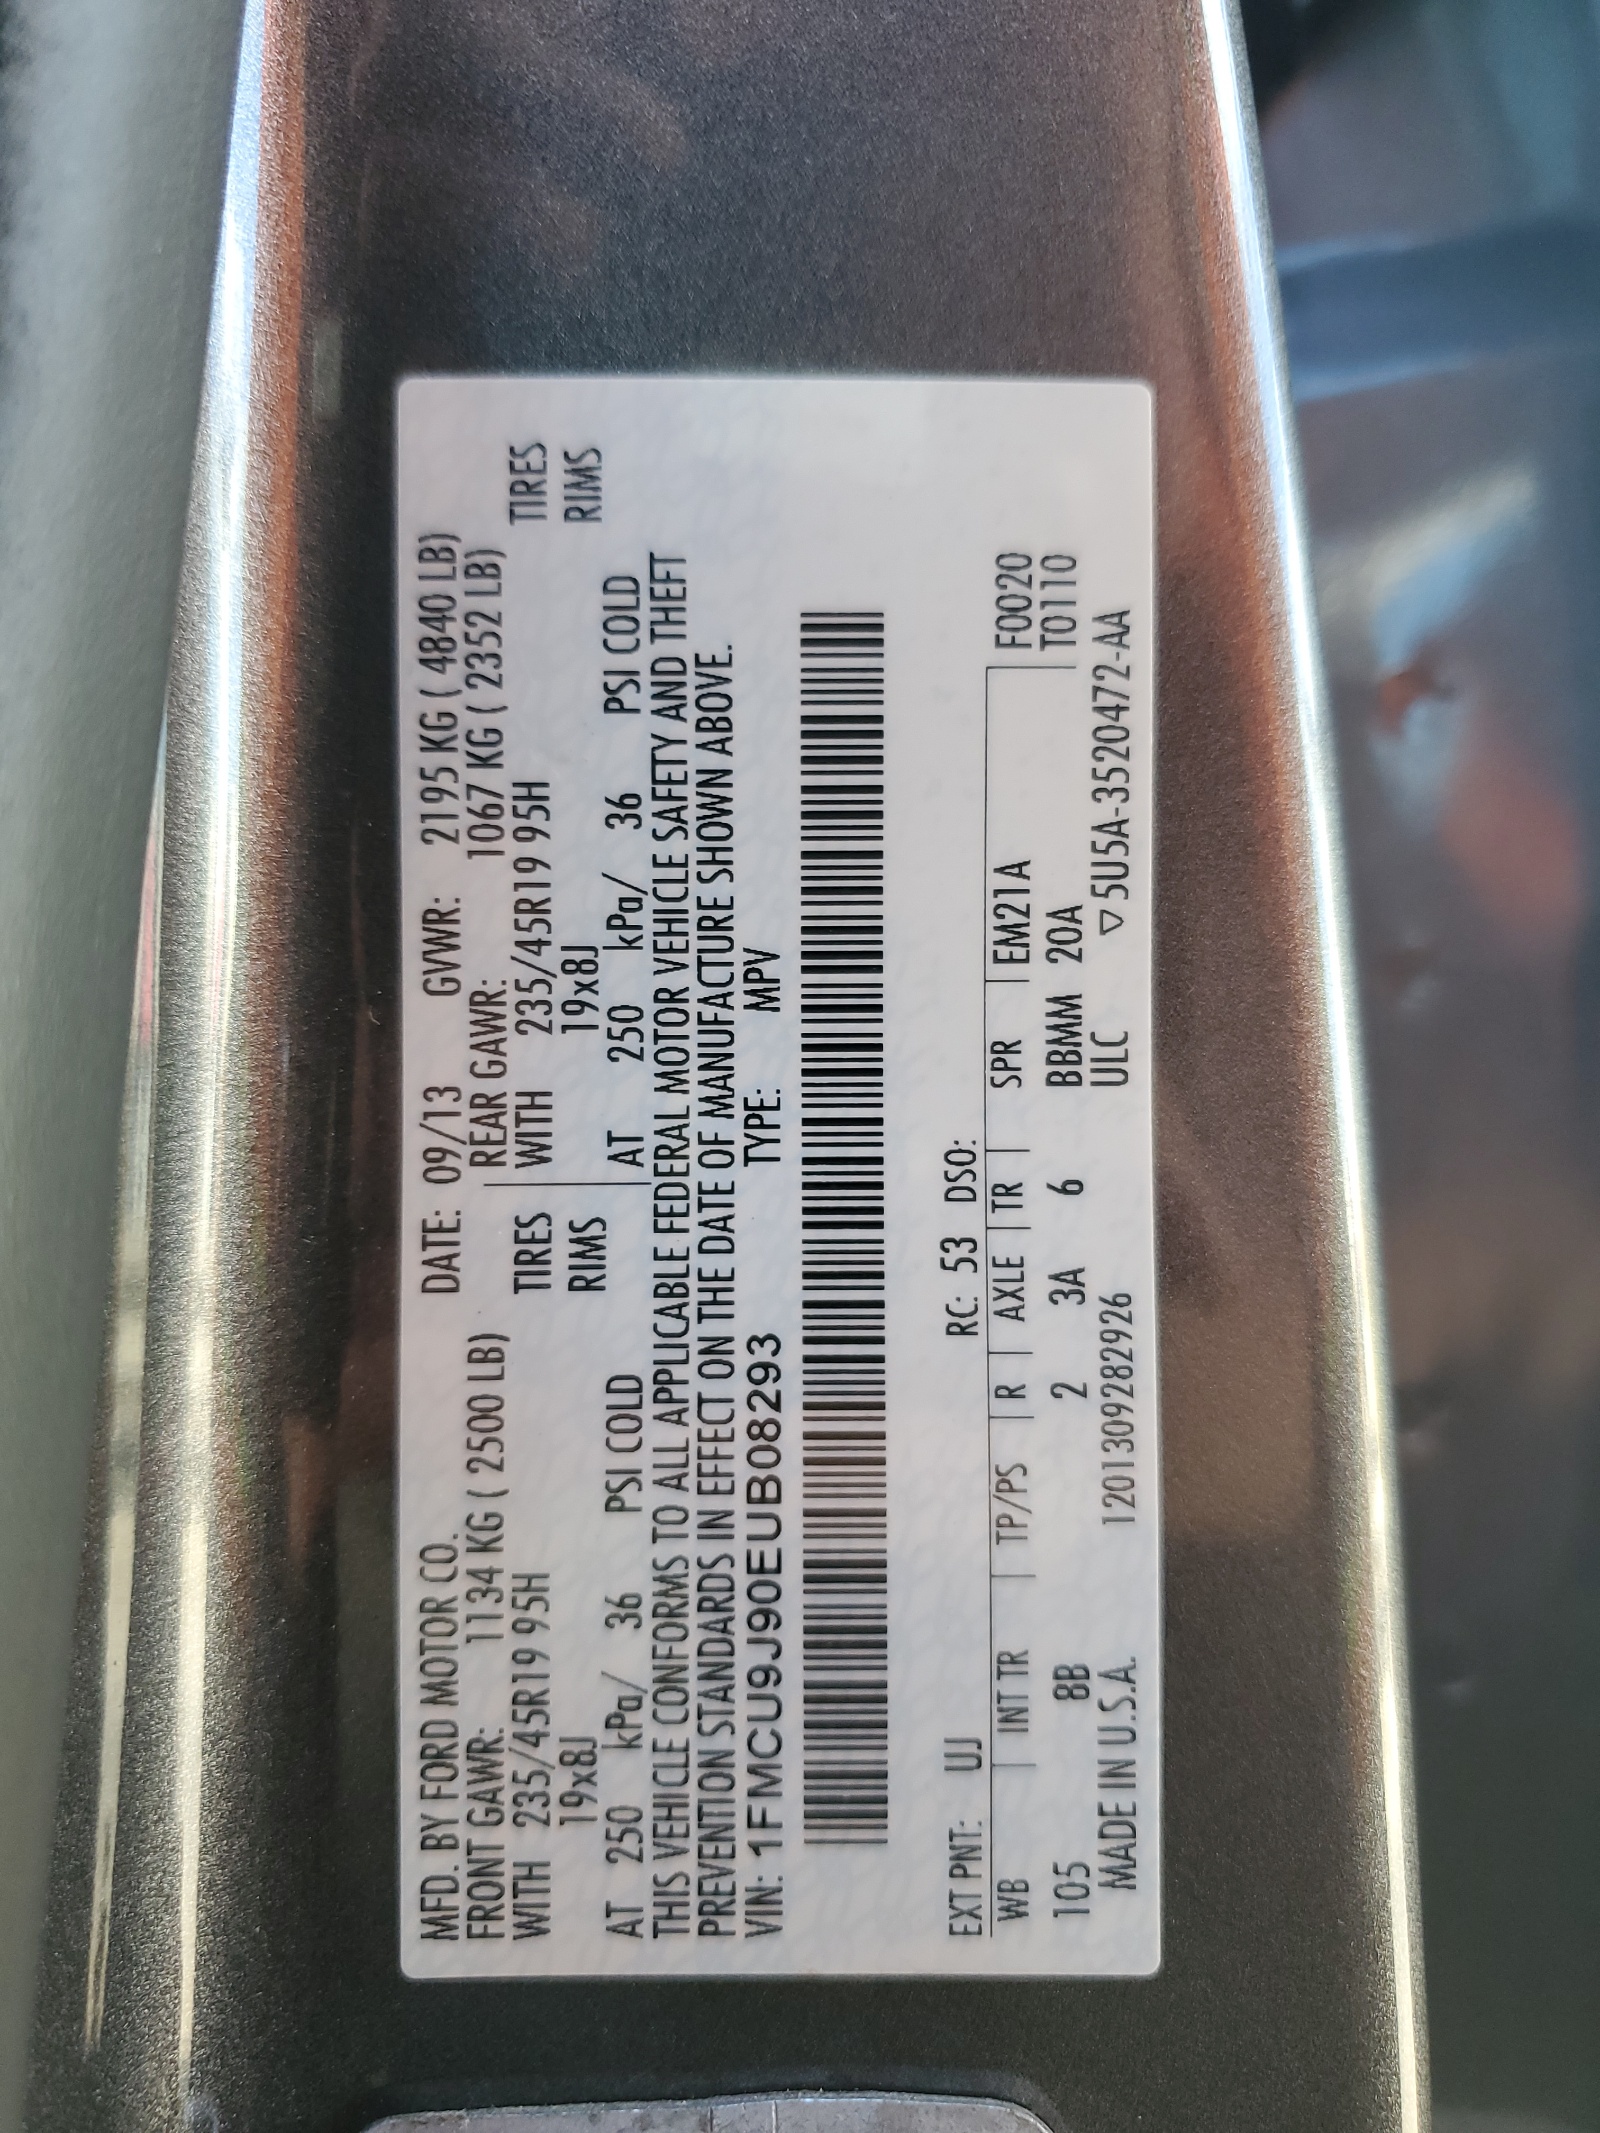 MFD. BY FORD MOTOR CO. DATE: 09/13 GVWR: 2195 KG ( 4840 LB)
FRONT GAWR: 1134 KG ( 2500 LB) REAR GAWR: 1067 KG ( 2352 LB)
WITH 235/45R19 95H TIRES WITH 235/45R19 95H TIRES
19x8J RIMS 19x8J RIMS
AT 250 kPa/ 36 PSI COLD AT 250 kPa/ 36 PSI COLD
THIS VEHICLE CONFORMS TO ALL APPLICABLE FEDERAL MOTOR VEHICLE SAFETY AND THEFT
PREVENTION STANDARDS IN EFFECT ON THE DATE OF MANUFACTURE SHOWN ABOVE.
VIN: 1FMCU9J90EUB08293 TYPE: MPV
EXT PNT: UJ RC: 53 DSO:
WB INT TR TP/PS R AXLE TR SPR EM21A F0020
105 8B 2 3A 6 BBMM 20A T0110
MADE IN U.S.A. 120130928292​6 ULC ▽5U5A-3520472-AA